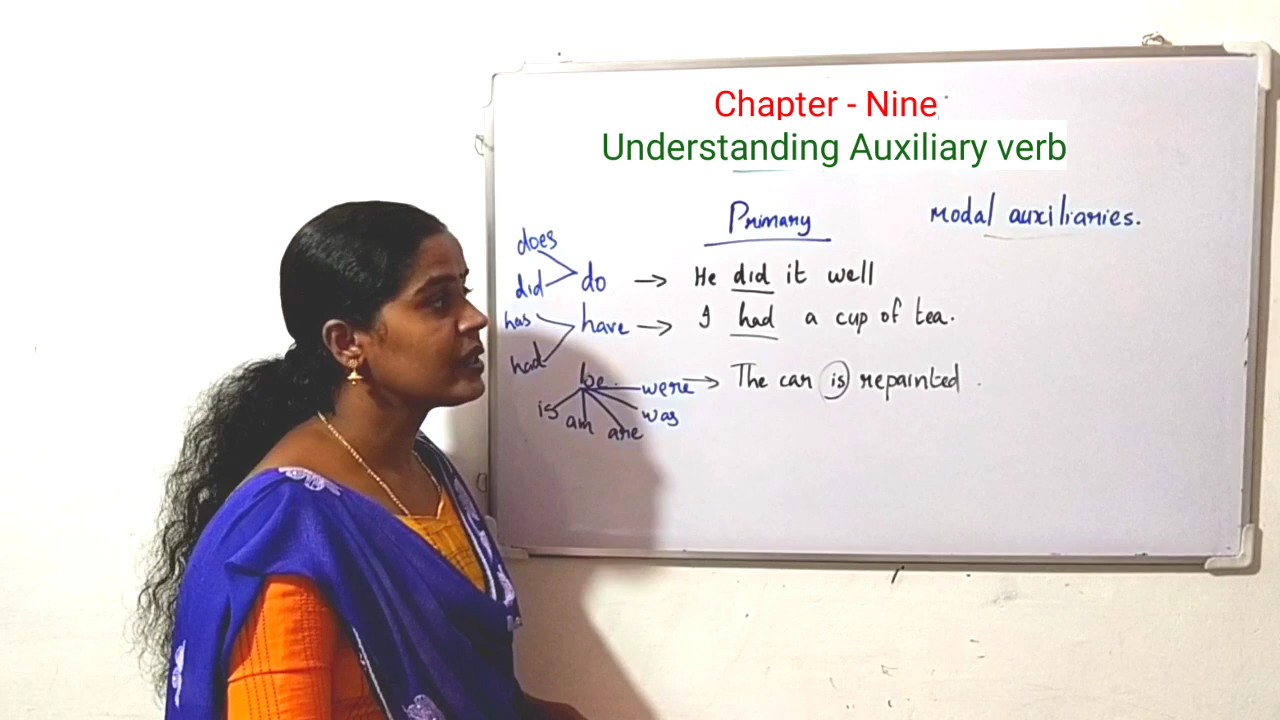 Chapter - Nine
Understanding Auxiliary verb
Primary
Modal auxiliaries.
does
did
do → He did it well
has
had
have → I had a cup of tea.
be
were → The car is repainted.
is
am
are
was